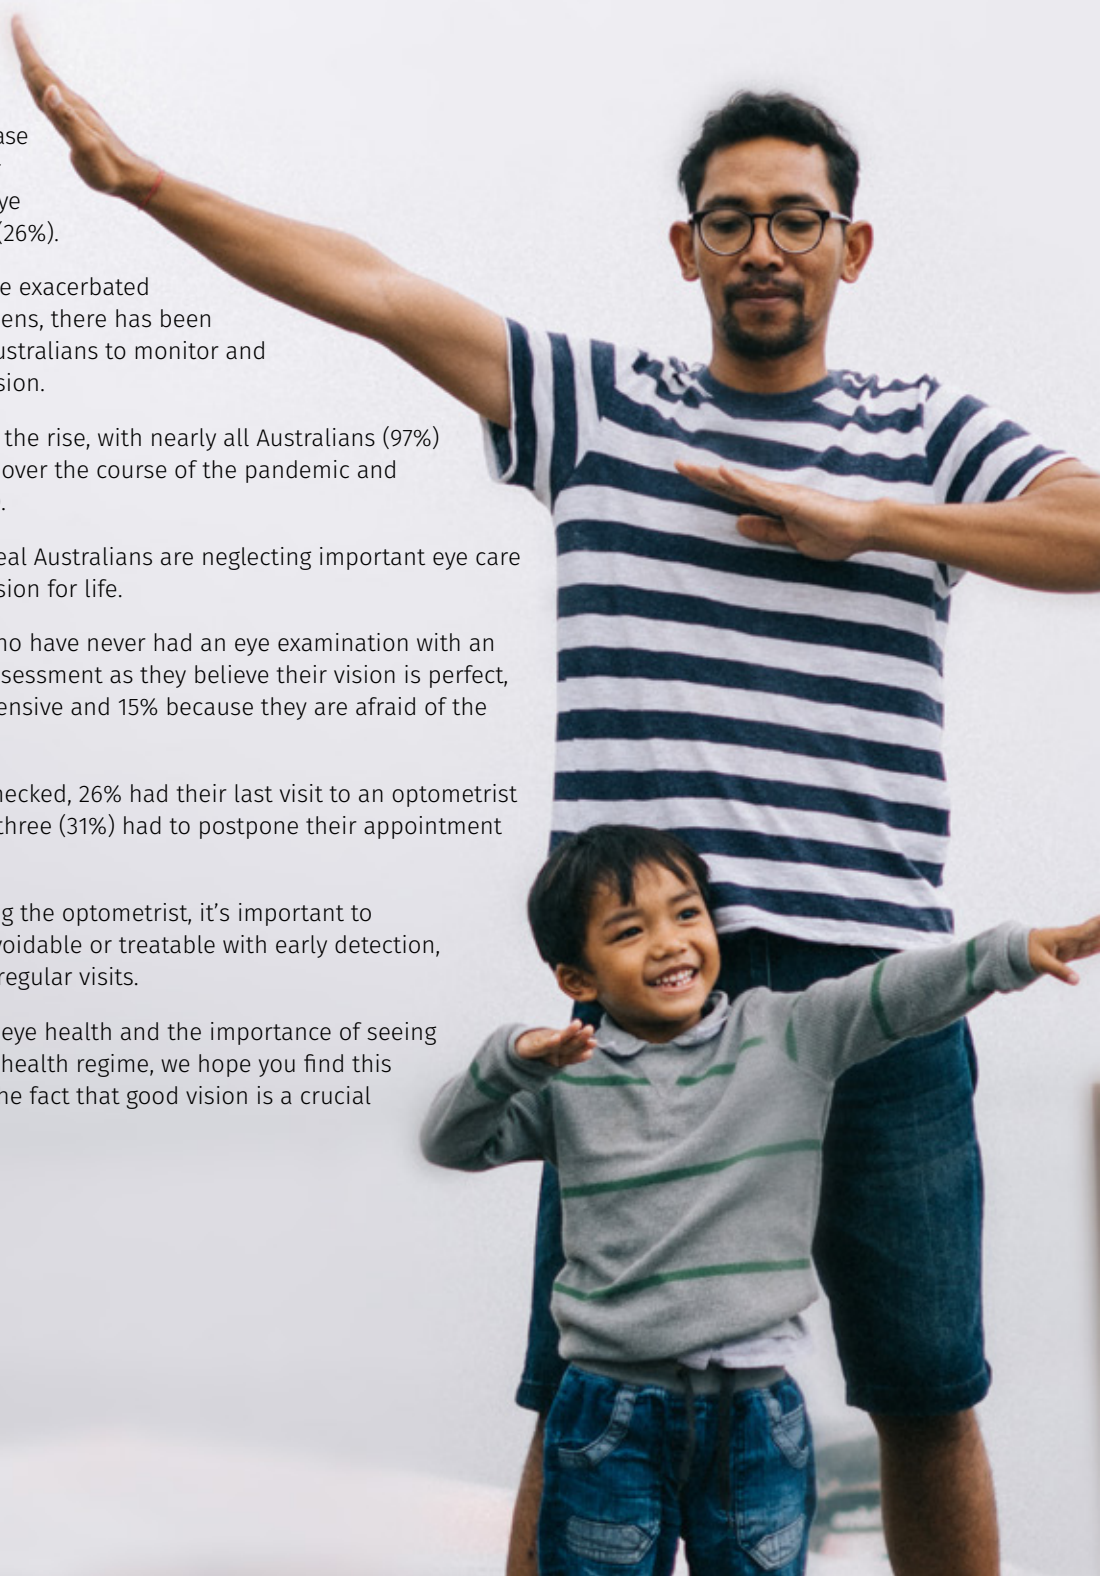 ase
ye
(26%).
e exacerbated
ens, there has been
ustralians to monitor and
sion.
the rise, with nearly all Australians (97%)
over the course of the pandemic and
.
eal Australians are neglecting important eye care
sion for life.
ho have never had an eye examination with an
sessment as they believe their vision is perfect,
ensive and 15% because they are afraid of the
hecked, 26% had their last visit to an optometrist
three (31%) had to postpone their appointment
g the optometrist, it’s important to
voidable or treatable with early detection,
regular visits.
eye health and the importance of seeing
health regime, we hope you find this
he fact that good vision is a crucial